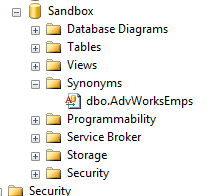 Sandbox
Database Diagrams
Tables
Views
Synonyms
dbo.AdvWorksEmps
Programmability
Service Broker
Storage
Security
Security